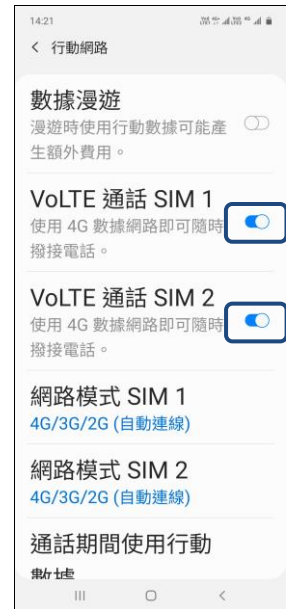 14:21
行動網路
數據漫遊
漫遊時使用行動數據可能產
生額外費用。
VoLTE 通話 SIM 1
使用 4G 數據網路即可隨時
撥接電話。
VoLTE 通話 SIM 2
使用 4G 數據網路即可隨時
撥接電話。
網路模式 SIM 1
4G/3G/2G (自動連線)
網路模式 SIM 2
4G/3G/2G (自動連線)
通話期間使用行動
數據